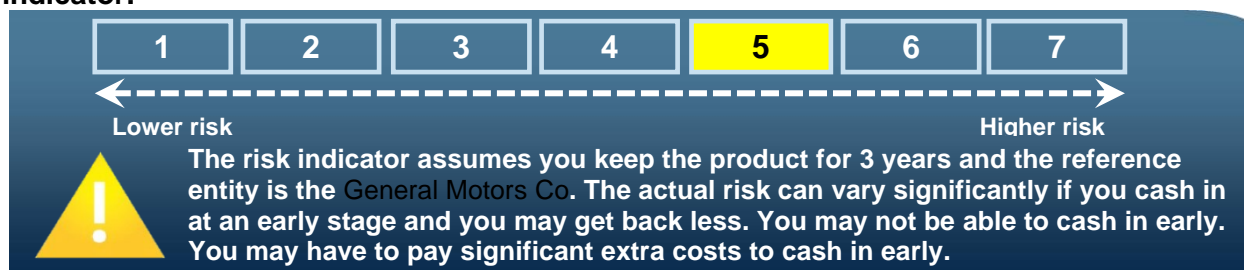 indicator:
1 2 3 4 5 6 7
Lower risk Higher risk
The risk indicator assumes you keep the product for 3 years and the reference
entity is the General Motors Co. The actual risk can vary significantly if you cash in
at an early stage and you may get back less. You may not be able to cash in early.
You may have to pay significant extra costs to cash in early.